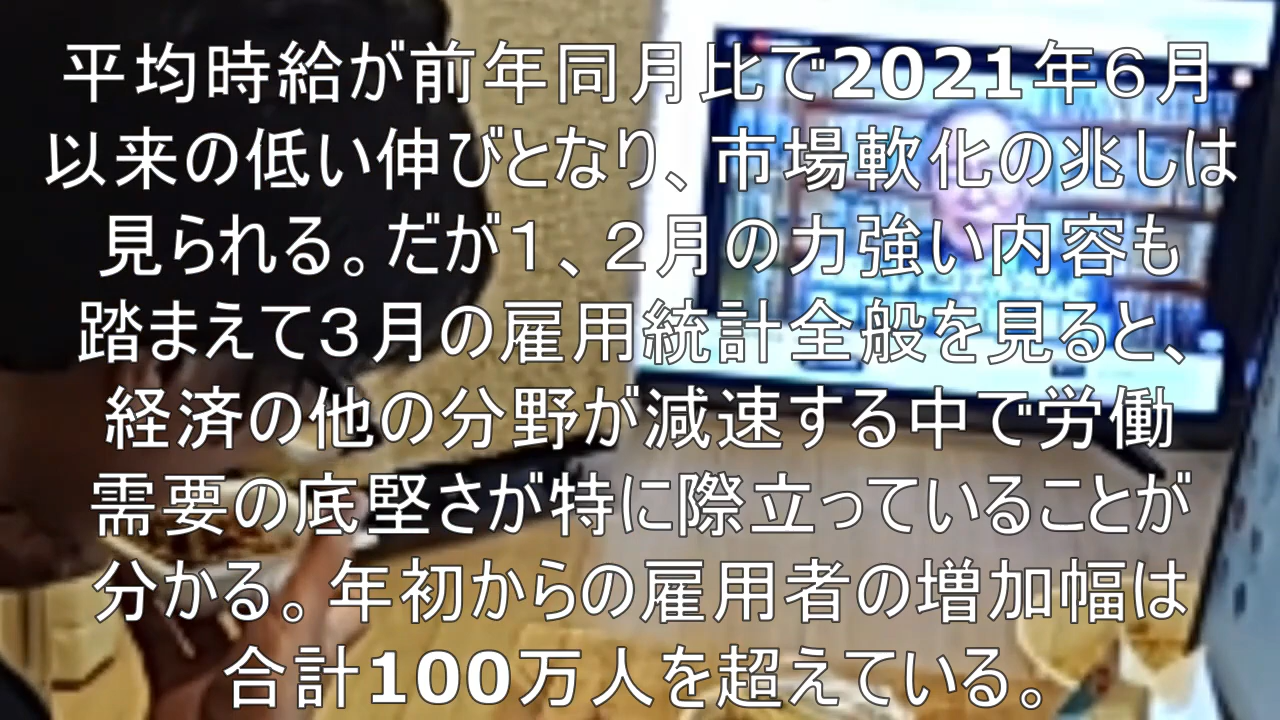 平均時給が前年同月比で2021年６月
以来の低い伸びとなり、市場軟化の兆しは
見られる。だが１、２月の力強い内容も
踏まえて３月の雇用統計全般を見ると、
経済の他の分野が減速する中で労働
需要の底堅さが特に際立っていることが
分かる。年初からの雇用者の増加幅は
合計100万人を超えている。